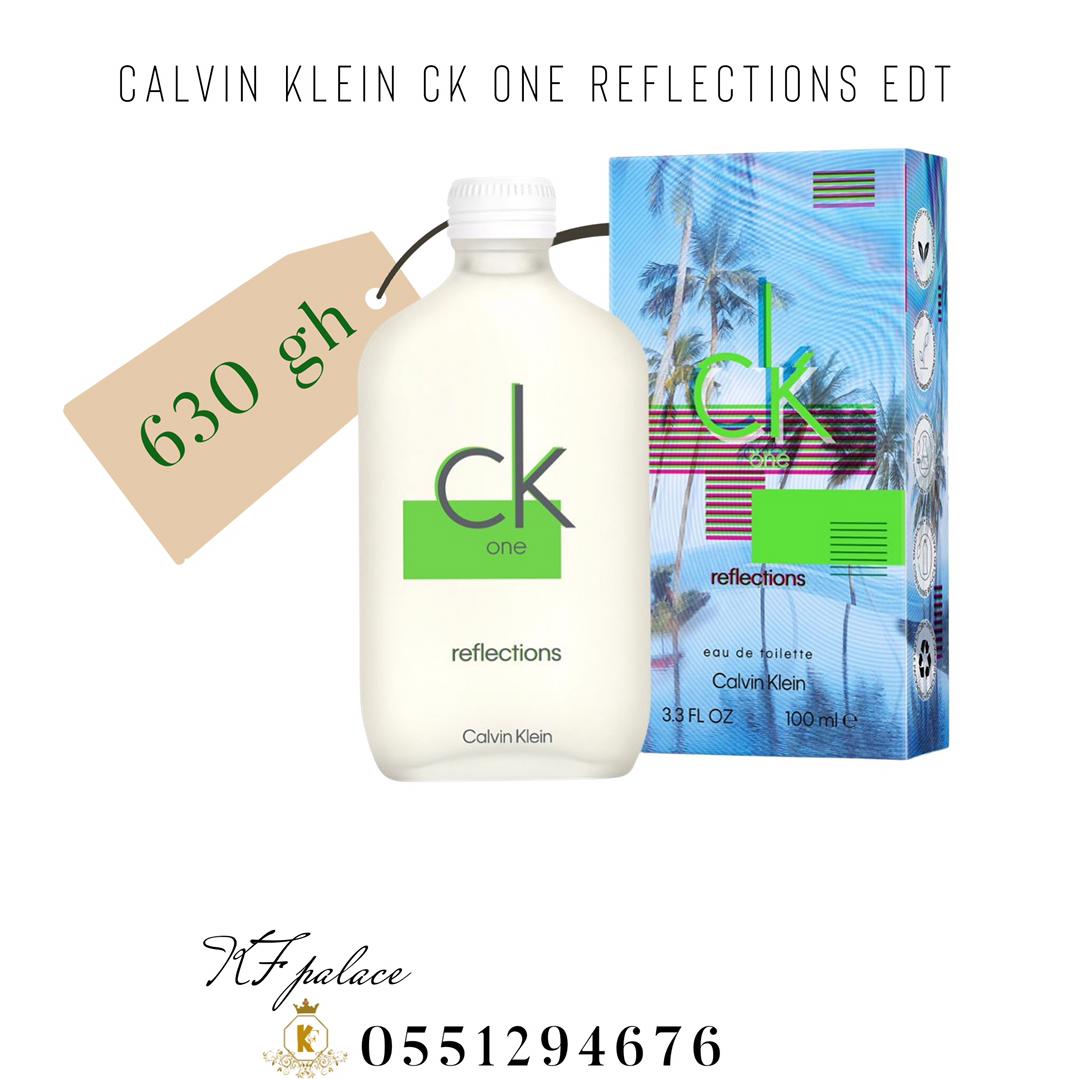 CALVIN KLEIN CK ONE REFLECTIONS EDT
630 gh
ck
one
reflections
Calvin Klein
ck
one
reflections
eau de toilette
Calvin Klein
3.3 FL OZ 100 ml e
KF palace
KF
0551294676